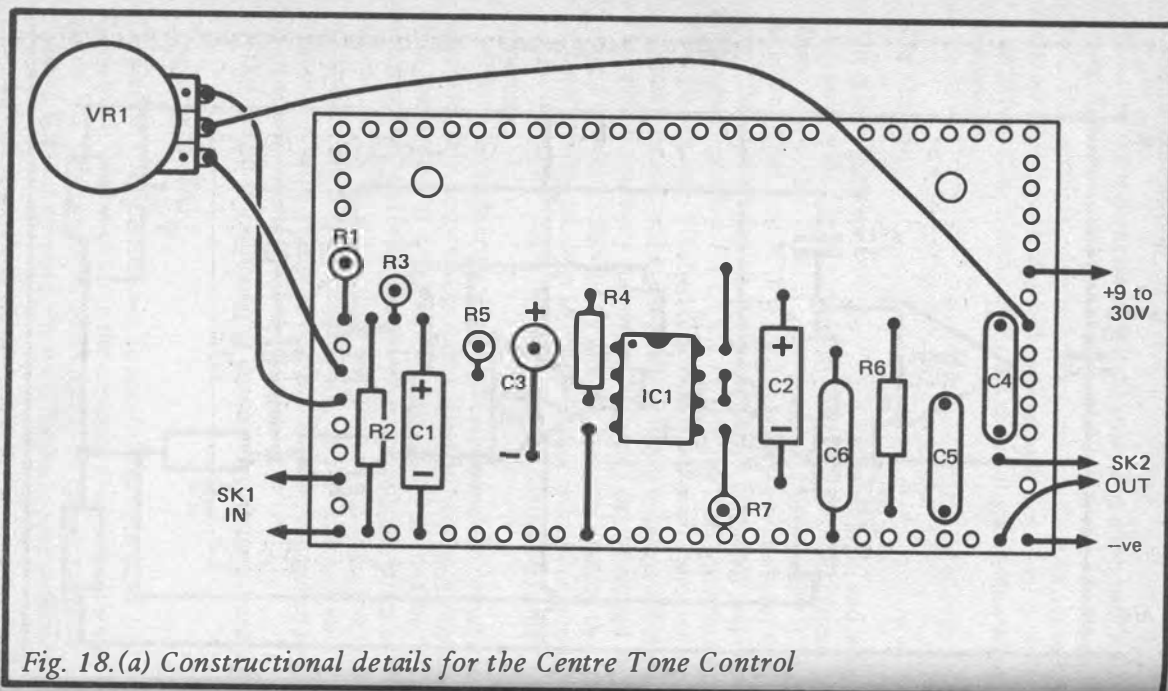 VR1
R1
R3
R5
+
C3
−
R4
IC1
+
C2
−
R6
C4
+9 to
30V
R2
+
C1
−
C6
C5
SK2
OUT
SK1
IN
R7
−ve
Fig. 18.(a) Constructional details for the Centre Tone Control